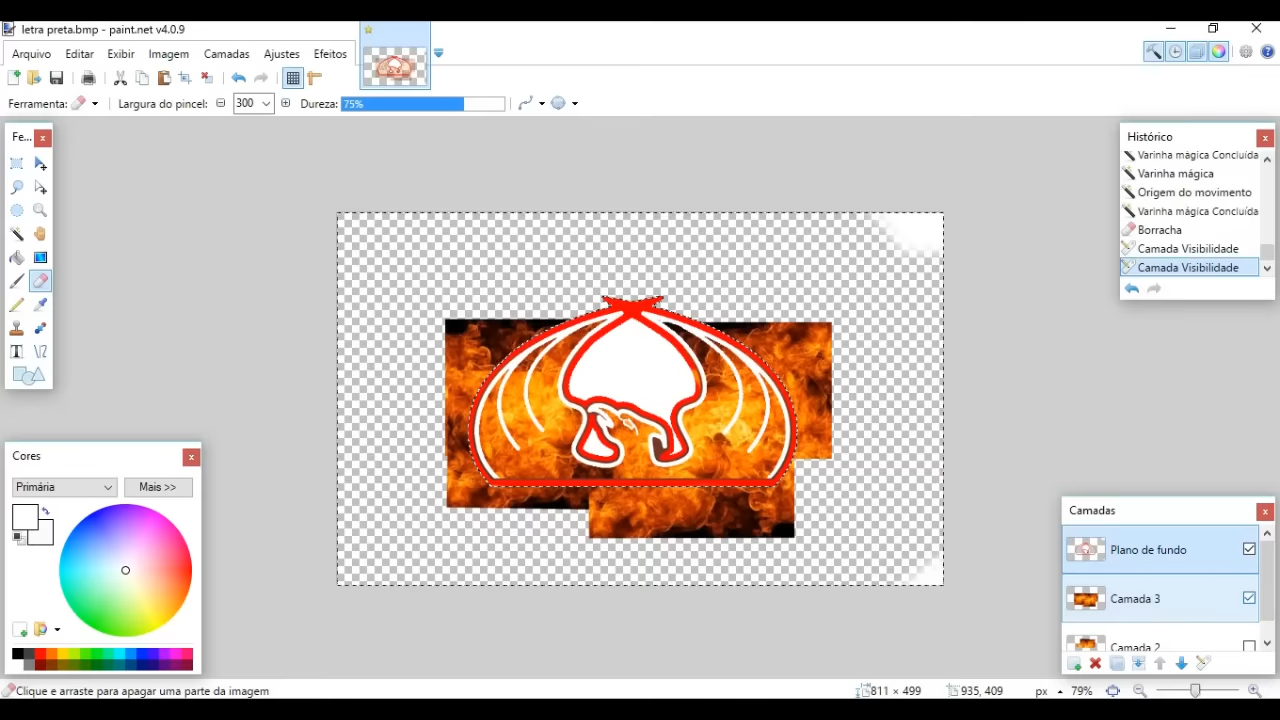 letra preta.bmp - paint.net v4.0.9
Arquivo Editar Exibir Imagem Camadas Ajustes Efeitos
Ferramenta: Largura do pincel: 300 Dureza: 75%
Fe...
Histórico
Varinha mágica Concluída
Varinha mágica
Origem do movimento
Varinha mágica Concluída
Borracha
Camada Visibilidade
Camada Visibilidade
Cores
Primária Mais >>
Camadas
Plano de fundo
Camada 3
Camada 2
Clique e arraste para apagar uma parte da imagem 811 × 499 935, 409 px 79%